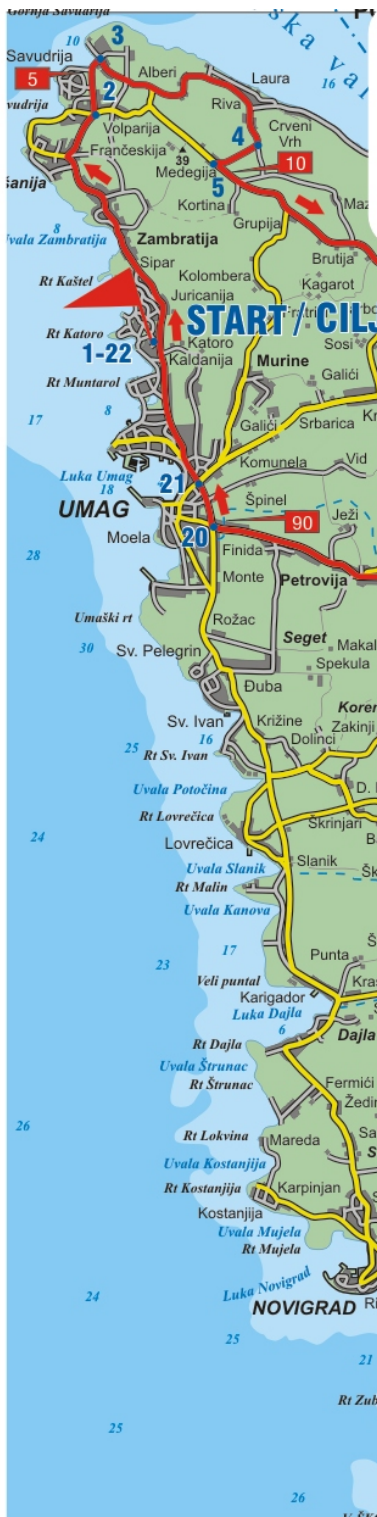 Gornja Savudrija
10
3
Savudrija
Alberi
Laura
16
5
2
Riva
4
Crveni
Vrh
Volparija
Frančeskija
39
Medegija
10
5
Kortina
Grupija
8
Uvala Zambratija
Zambratija
Brutija
Sipar
Kolombera
Kagarot
Rt Kaštel
Juricanija
START / CILJ
Rt Katoro
1-22
Katoro
Sosi
Kaldanija
Murine
Galići
Rt Muntarol
17
8
Galići
Srbarica
Komunela
Vid
Luka Umag
18
21
Špinel
UMAG
90
Ježi
Moela
20
28
Finida
Monte
Petrovija
Umaški rt
Rožac
30
Seget
Sv. Pelegrin
Spekula
Đuba
Sv. Ivan
Križine
Zakinji
16
Dolinci
25
Rt Sv. Ivan
Uvala Potočina
D.
Rt Lovrečica
Škrinjari
24
Lovrečica
Slanik
Uvala Slanik
Rt Malin
Uvala Kanova
17
23
Punta
Veli puntal
Karigador
Luka Dajla
6
Dajla
Rt Dajla
Uvala Štrunac
Rt Štrunac
Fermići
26
Rt Lokvina
Mareda
Uvala Kostanjija
Rt Kostanjija
Karpinjan
Kostanjija
Uvala Mujela
Rt Mujela
24
Luka Novigrad
NOVIGRAD
25
21
Rt Zub
25
26